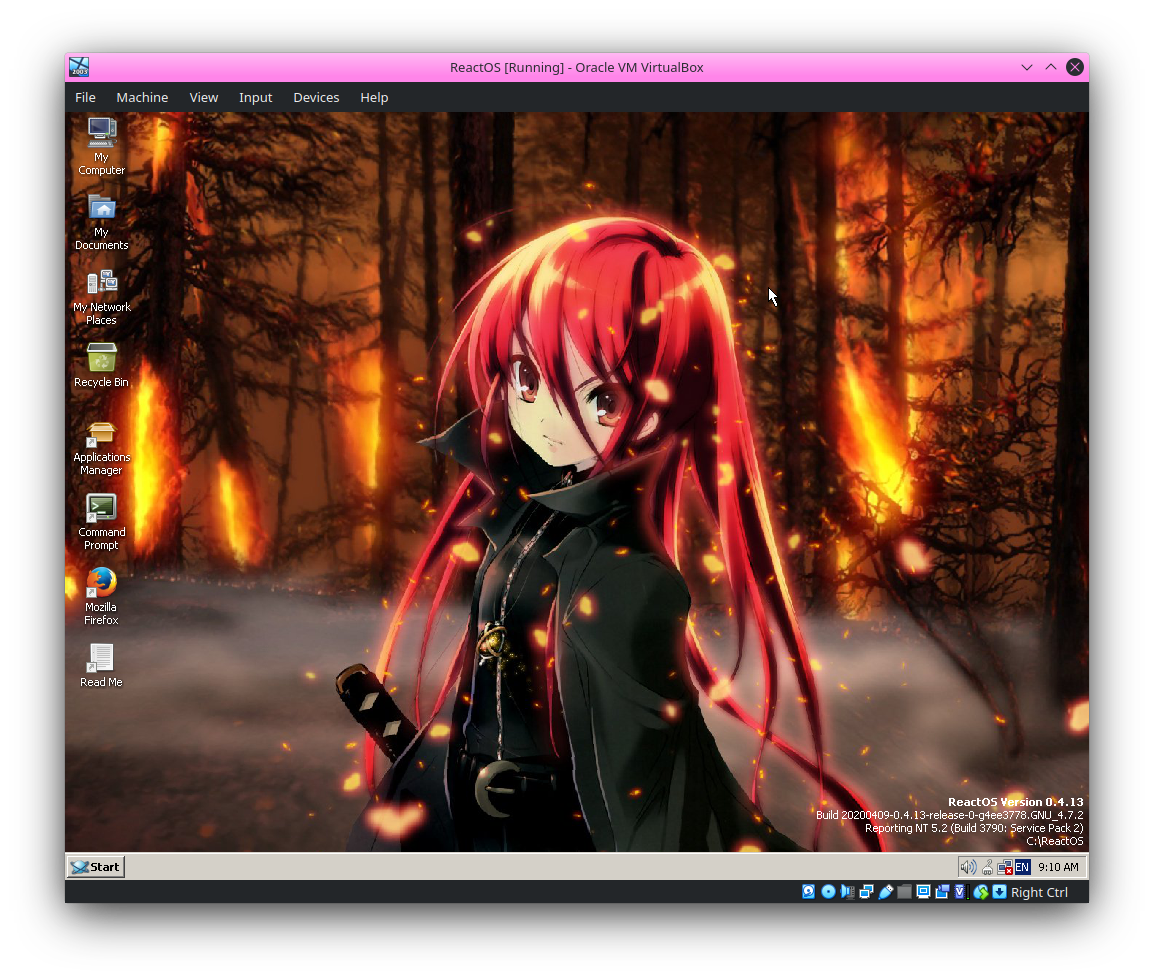 ReactOS [Running] - Oracle VM VirtualBox
File Machine View Input Devices Help
My
Computer
My
Documents
My Network
Places
Recycle Bin
Applications
Manager
Command
Prompt
Mozilla
Firefox
Read Me
ReactOS Version 0.4.13
Build 20200409-0.4.13-release-0-g4ee3778.GNU_4.7.2
Reporting NT 5.2 (Build 3790: Service Pack 2)
C:\ReactOS
Start
EN
9:10 AM
Right Ctrl